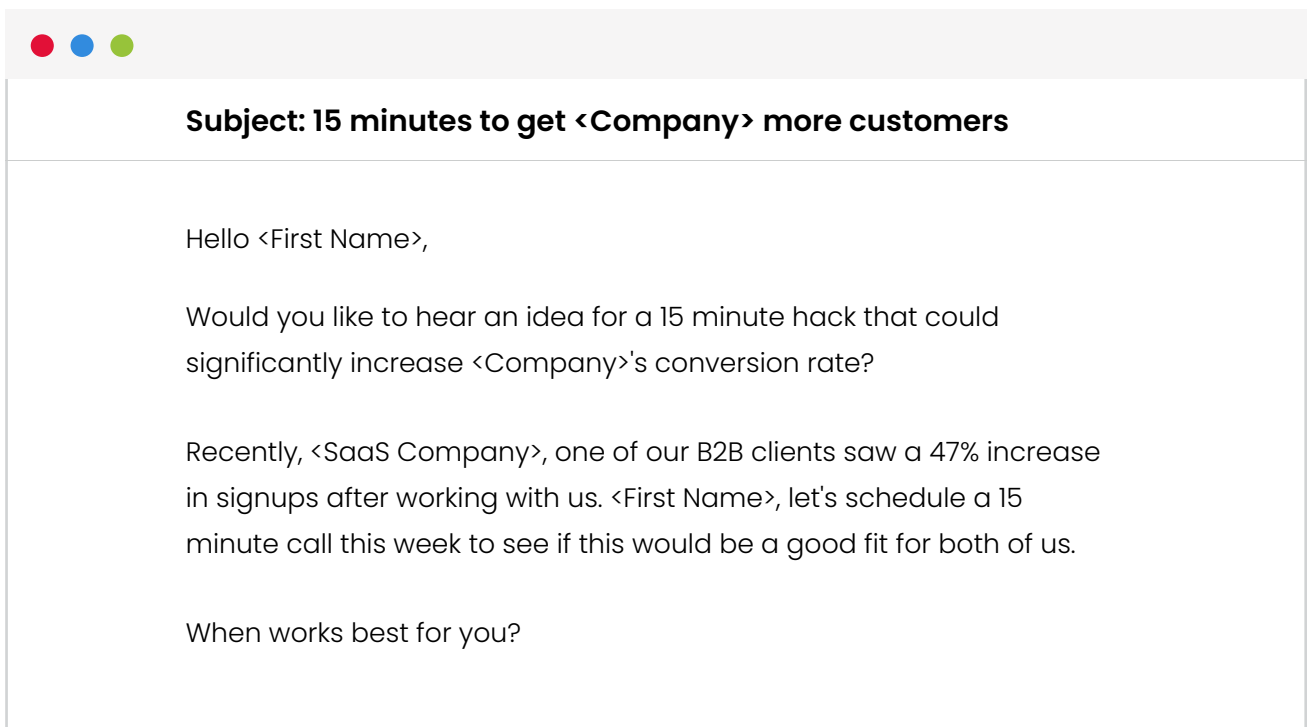 Subject: 15 minutes to get <Company> more customers
Hello <First Name>,
Would you like to hear an idea for a 15 minute hack that could
significantly increase <Company>'s conversion rate?
Recently, <SaaS Company>, one of our B2B clients saw a 47% increase
in signups after working with us. <First Name>, let's schedule a 15
minute call this week to see if this would be a good fit for both of us.
When works best for you?